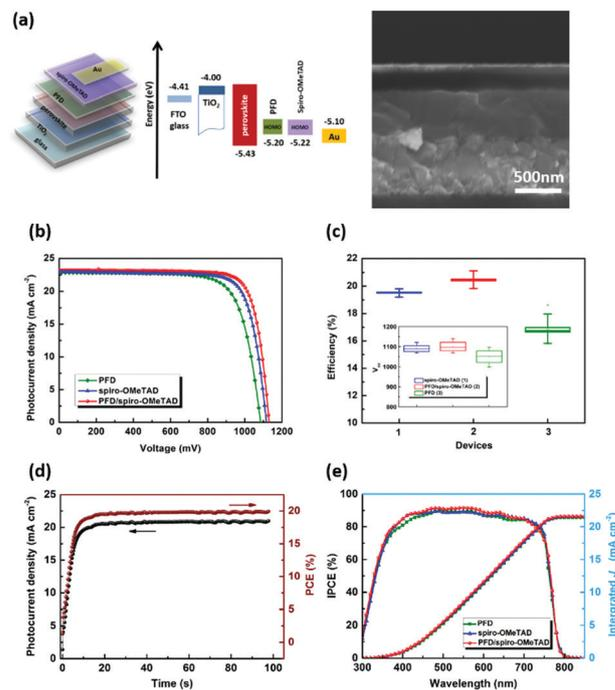 (a)
Au
spiro-OMeTAD
PFD
perovskite
TiO2
glass
Energy (eV)
-4.41
FTO
glass
-4.00
TiO2
perovskite
-5.43
PFD
HOMO
-5.20
Spiro-OMeTAD
HOMO
-5.22
-5.10
Au
500nm
(b)
Photocurrent density (mA cm-2)
25
20
15
10
5
0
PFD
spiro-OMeTAD
PFD/spiro-OMeTAD
0 200 400 600 800 1000 1200
Voltage (mV)
(c)
Efficiency (%)
22
20
18
16
14
12
10
Voc
1200
1100
1000
900
800
spiro-OMeTAD (1)
PFD/spiro-OMeTAD (2)
PFD (3)
1 2 3
Devices
(d)
Photocurrent density (mA cm-2)
25
20
15
10
5
0
PCE (%)
20
15
10
5
0
0 20 40 60 80 100
Time (s)
(e)
IPCE (%)
100
80
60
40
20
0
Intergrated J (mA cm-2)
25
20
15
10
5
0
PFD
spiro-OMeTAD
PFD/spiro-OMeTAD
300 400 500 600 700 800
Wavelength (nm)